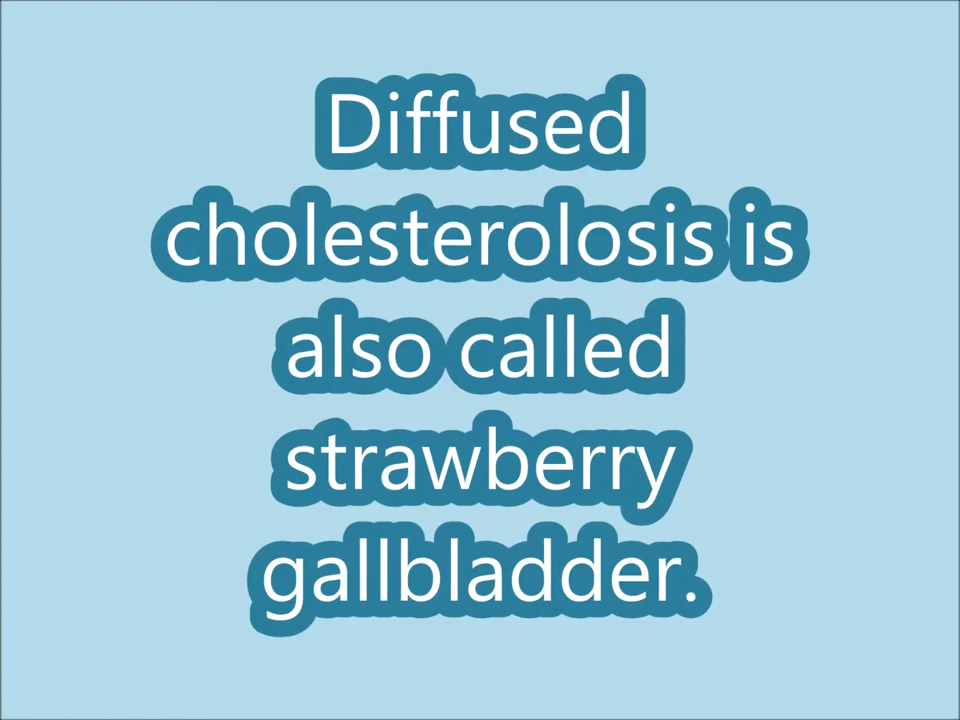 Diffused
cholesterolosis is
also called
strawberry
gallbladder.